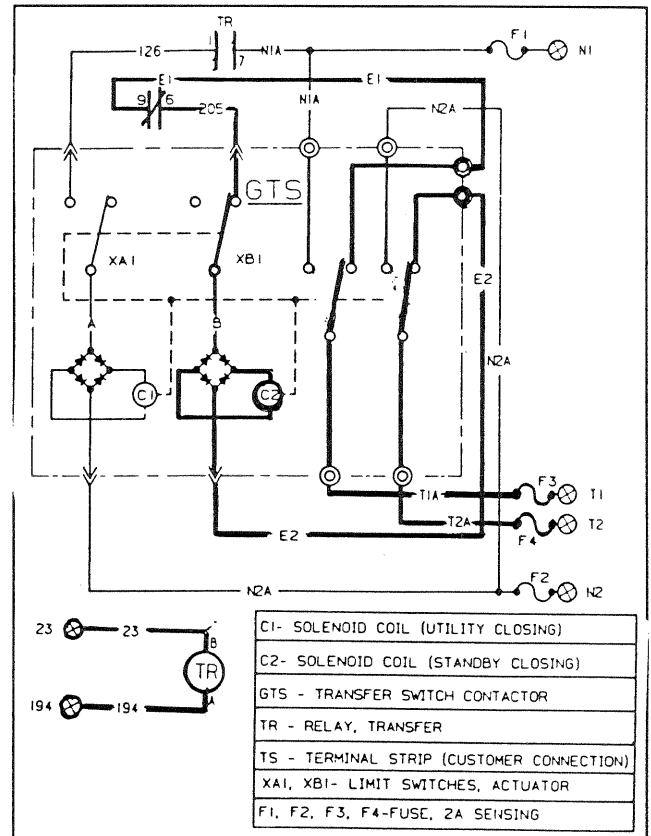 TR
126
1
7
N1A
F1
N1
E1
E1
9
6
205
N1A
N2A
GTS
XA1
XB1
E2
A
B
N2A
C1
C2
F3
T1A
T1
T2A
T2
F4
E2
F2
N2A
N2
23
23
B
TR
A
194
194
C1- SOLENOID COIL (UTILITY CLOSING)
C2- SOLENOID COIL (STANDBY CLOSING)
GTS - TRANSFER SWITCH CONTACTOR
TR - RELAY, TRANSFER
TS - TERMINAL STRIP (CUSTOMER CONNECTION)
XA1, XB1- LIMIT SWITCHES, ACTUATOR
F1, F2, F3, F4-FUSE, 2A SENSING